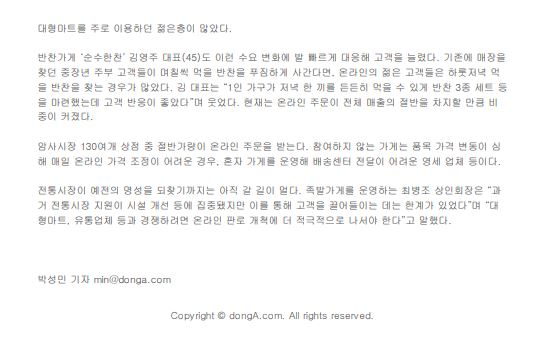 대형마트를 주로 이용하던 젊은층이 많았다.
반찬가게 '순수한찬' 김영주 대표(45)도 이런 수요 변화에 발 빠르게 대응해 고객을 늘렸다. 기존에 매장을
찾던 중장년 주부 고객들이 며칠씩 먹을 반찬을 푸짐하게 사간다면, 온라인의 젊은 고객들은 하룻저녁 먹
을 반찬을 찾는 경우가 많았다. 김 대표는 "1인 가구가 저녁 한 끼를 든든히 먹을 수 있게 반찬 3종 세트 등
을 마련했는데 고객 반응이 좋았다"며 웃었다. 현재는 온라인 주문이 전체 매출의 절반을 차지할 만큼 비
중이 커졌다.
암사시장 130여개 상점 중 절반가량이 온라인 주문을 받는다. 참여하지 않는 가게는 품목 가격 변동이 심
해 매일 온라인 가격 조정이 어려운 경우, 혼자 가게를 운영해 배송센터 전달이 어려운 영세 업체 등이다.
전통시장이 예전의 명성을 되찾기까지는 아직 갈 길이 멀다. 족발가게를 운영하는 최병조 상인회장은 "과
거 전통시장 지원이 시설 개선 등에 집중됐지만 이를 통해 고객을 끌어들이는 데는 한계가 있었다"며 "대
형마트, 유통업체 등과 경쟁하려면 온라인 판로 개척에 더 적극적으로 나서야 한다"고 말했다.
박성민 기자 min@donga.com
Copyright © dongA.com. All rights reserved.